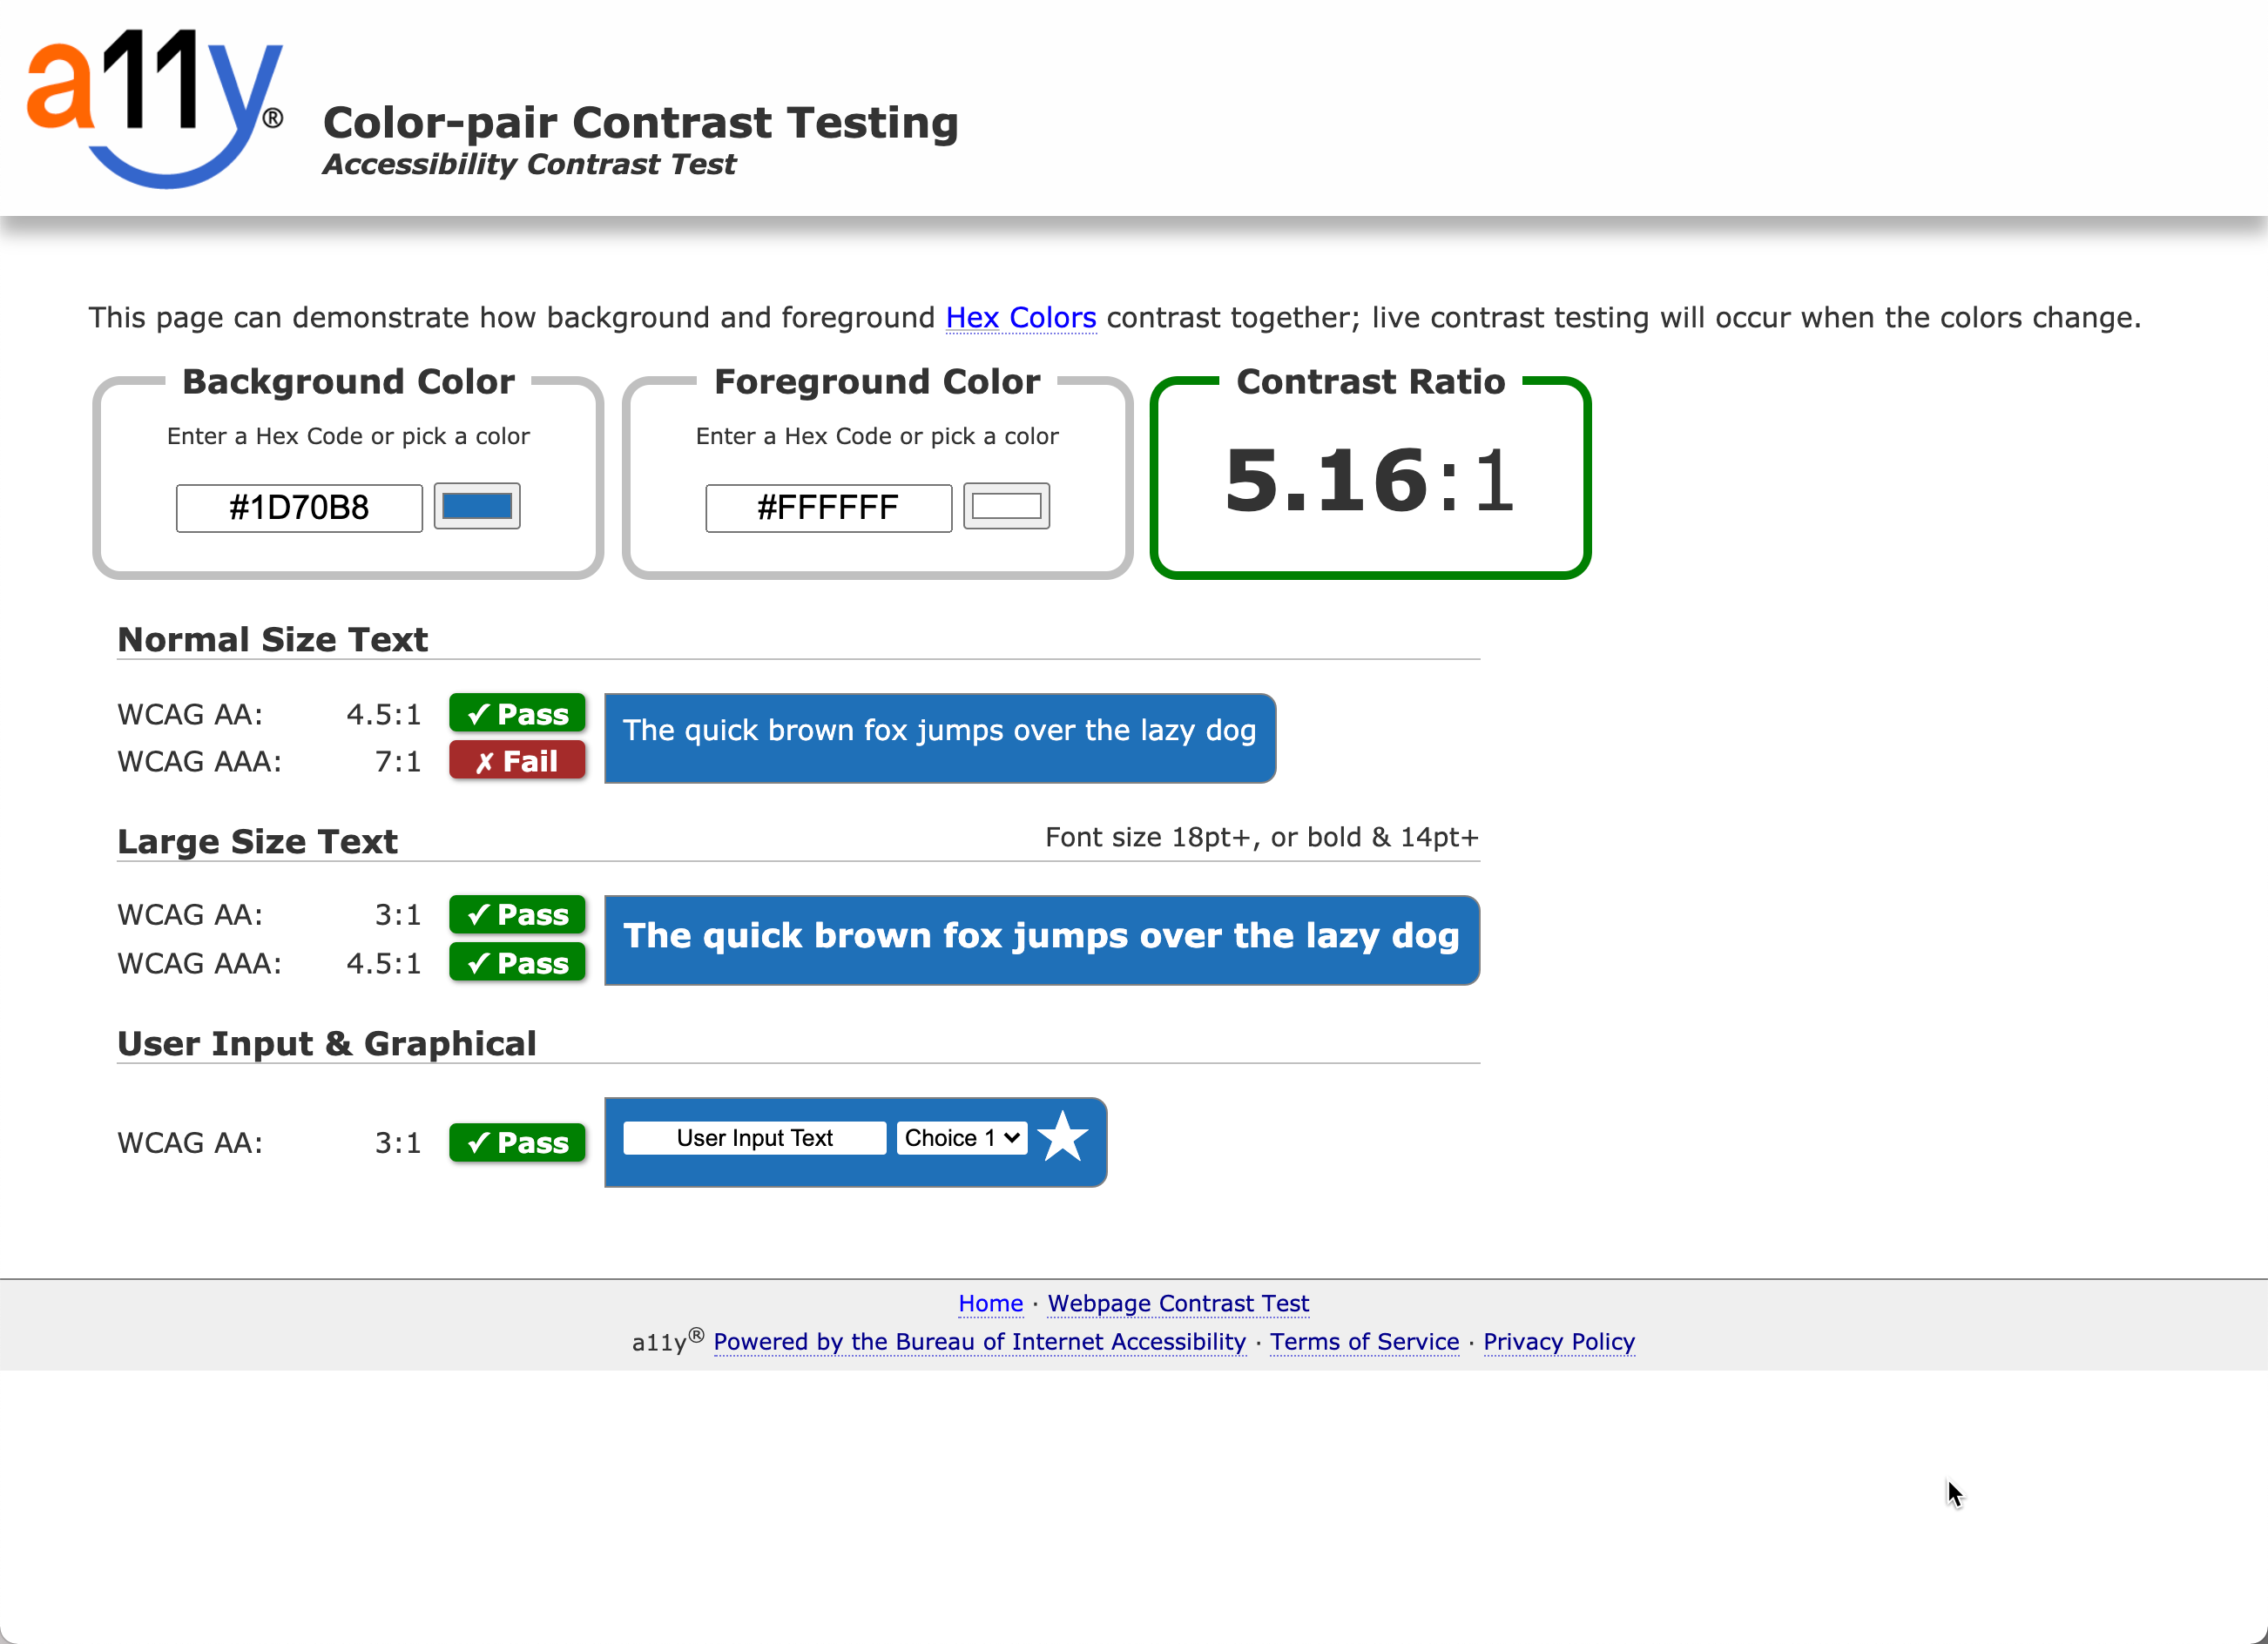 a11y®
Color-pair Contrast Testing
Accessibility Contrast Test
This page can demonstrate how background and foreground Hex Colors contrast together; live contrast testing will occur when the colors change.
Background Color
Enter a Hex Code or pick a color
#1D70B8
Foreground Color
Enter a Hex Code or pick a color
#FFFFFF
Contrast Ratio
5.16:1
Normal Size Text
WCAG AA: 4.5:1 ✓ Pass
WCAG AAA: 7:1 ✗ Fail
The quick brown fox jumps over the lazy dog
Large Size Text
Font size 18pt+, or bold & 14pt+
WCAG AA: 3:1 ✓ Pass
WCAG AAA: 4.5:1 ✓ Pass
The quick brown fox jumps over the lazy dog
User Input & Graphical
WCAG AA: 3:1 ✓ Pass
User Input Text
Choice 1
Home · Webpage Contrast Test
a11y® Powered by the Bureau of Internet Accessibility · Terms of Service · Privacy Policy